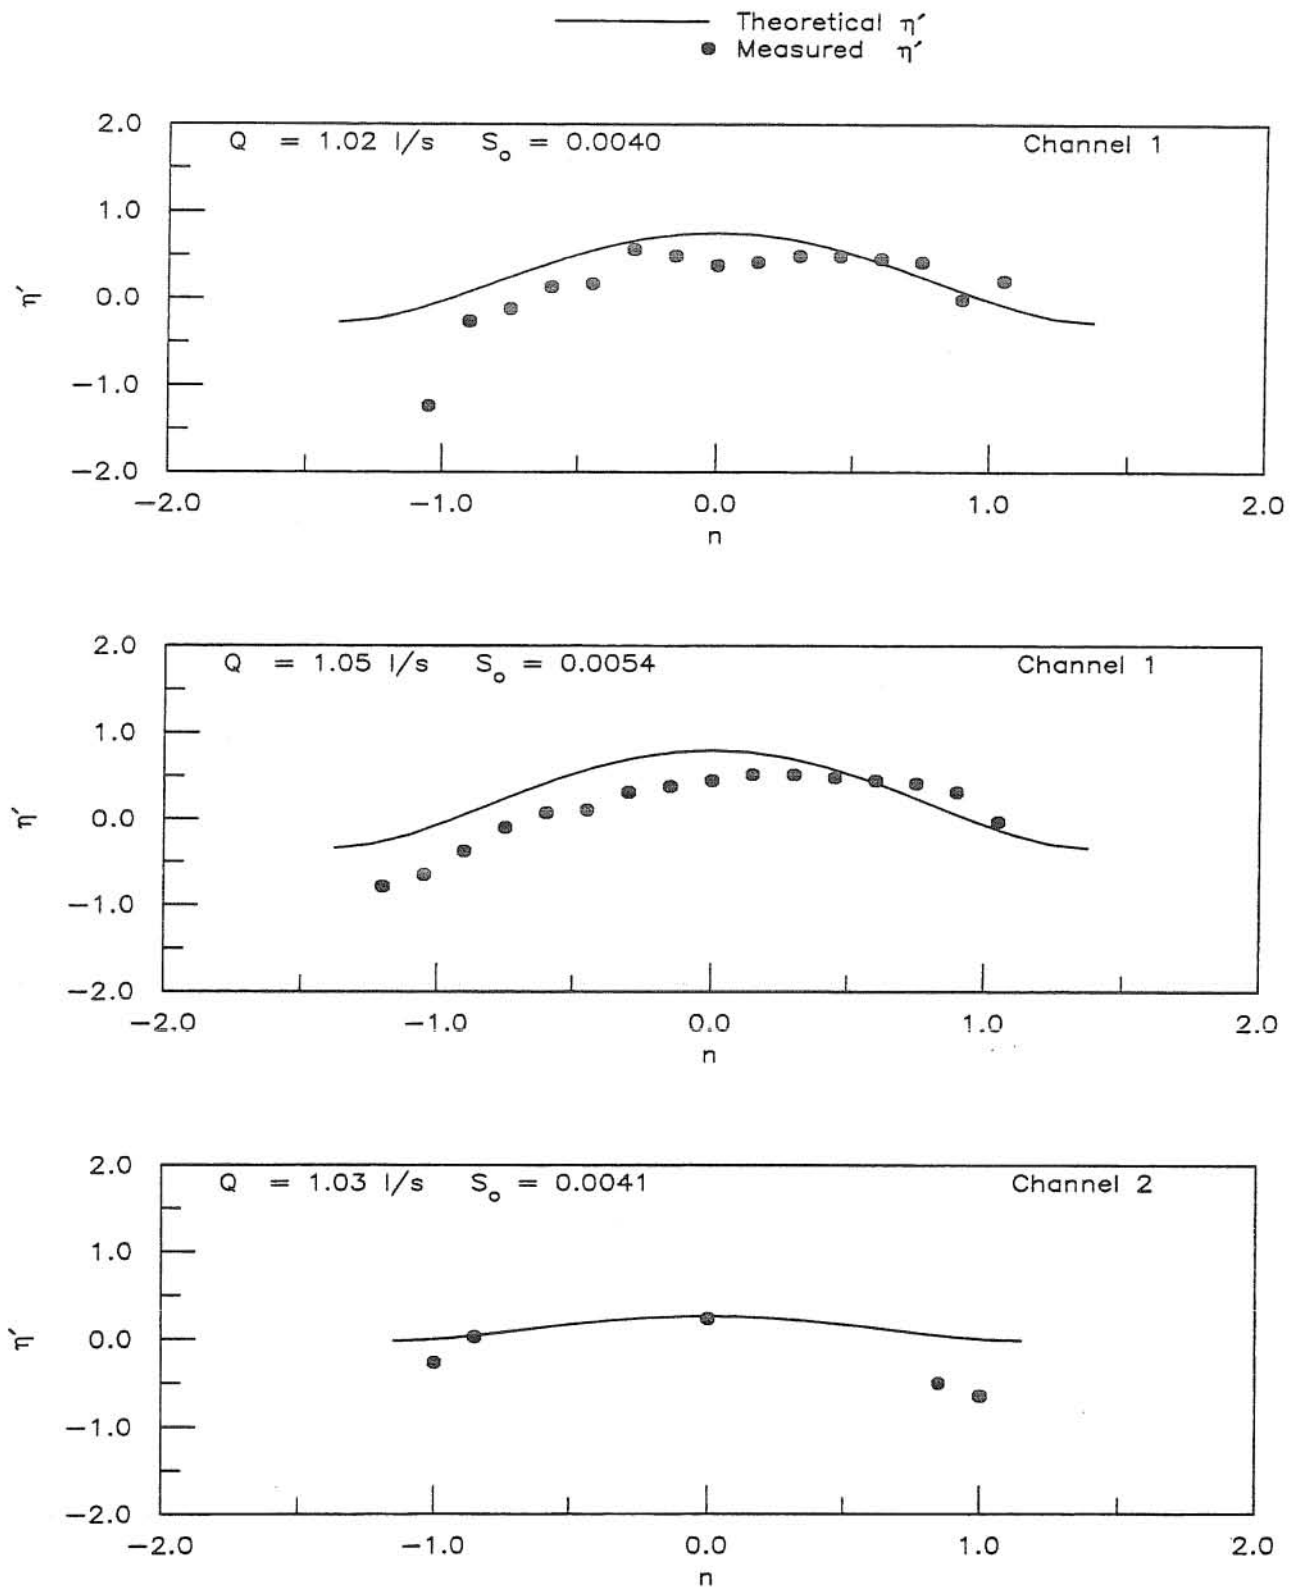 Theoretical η′
Measured η′
2.0
Q = 1.02 l/s S₀ = 0.0040
Channel 1
1.0
η′
0.0
−1.0
−2.0
−2.0 −1.0 0.0 1.0 2.0
n
2.0
Q = 1.05 l/s S₀ = 0.0054
Channel 1
1.0
η′
0.0
−1.0
−2.0
−2.0 −1.0 0.0 1.0 2.0
n
2.0
Q = 1.03 l/s S₀ = 0.0041
Channel 2
1.0
η′
0.0
−1.0
−2.0
−2.0 −1.0 0.0 1.0 2.0
n